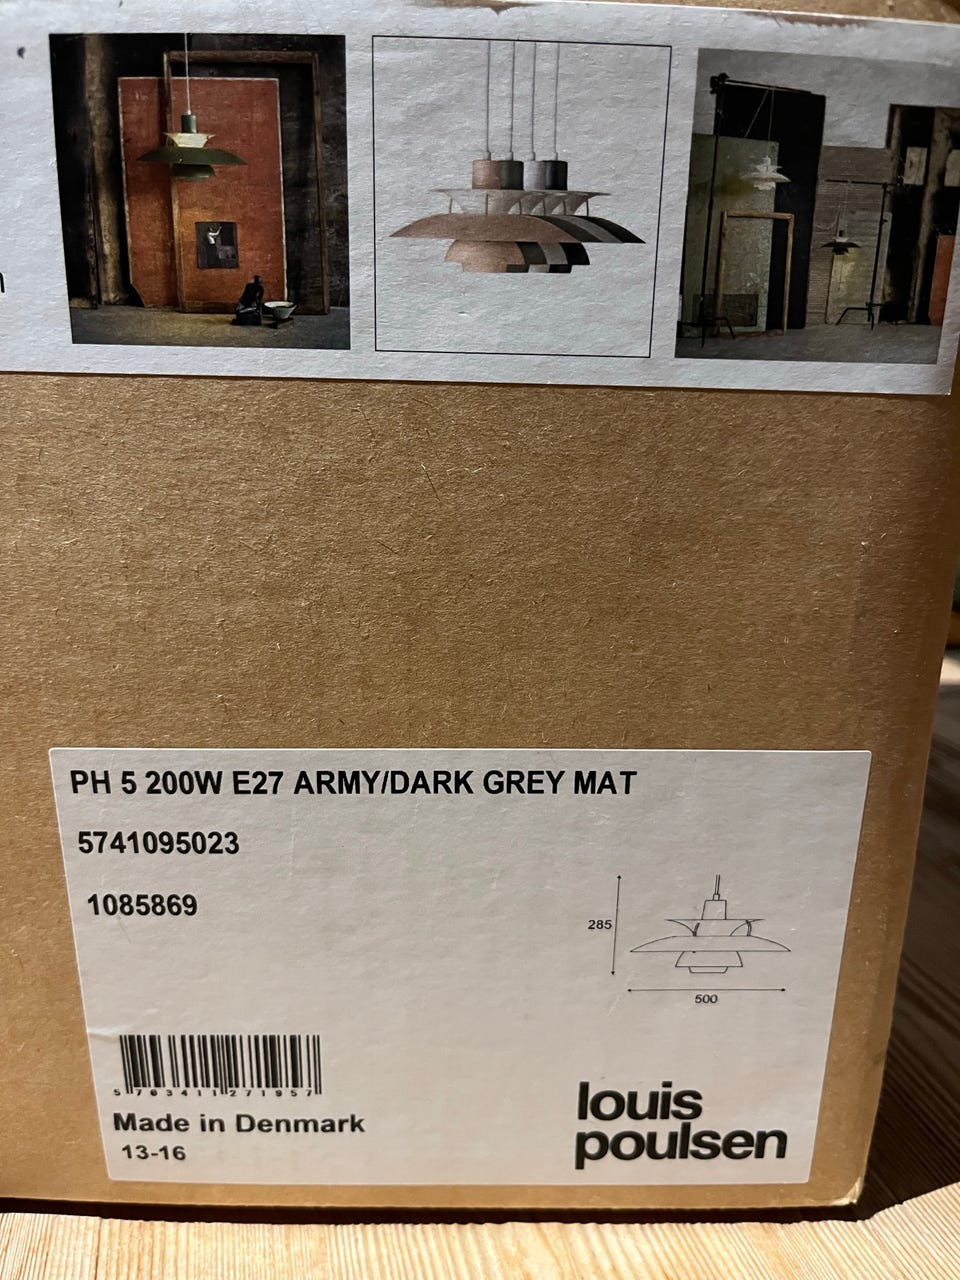 PH 5 200W E27 ARMY/DARK GREY MAT
5741095023
1085869
285
500
5703411271957
Made in Denmark
13-16
louis
poulsen